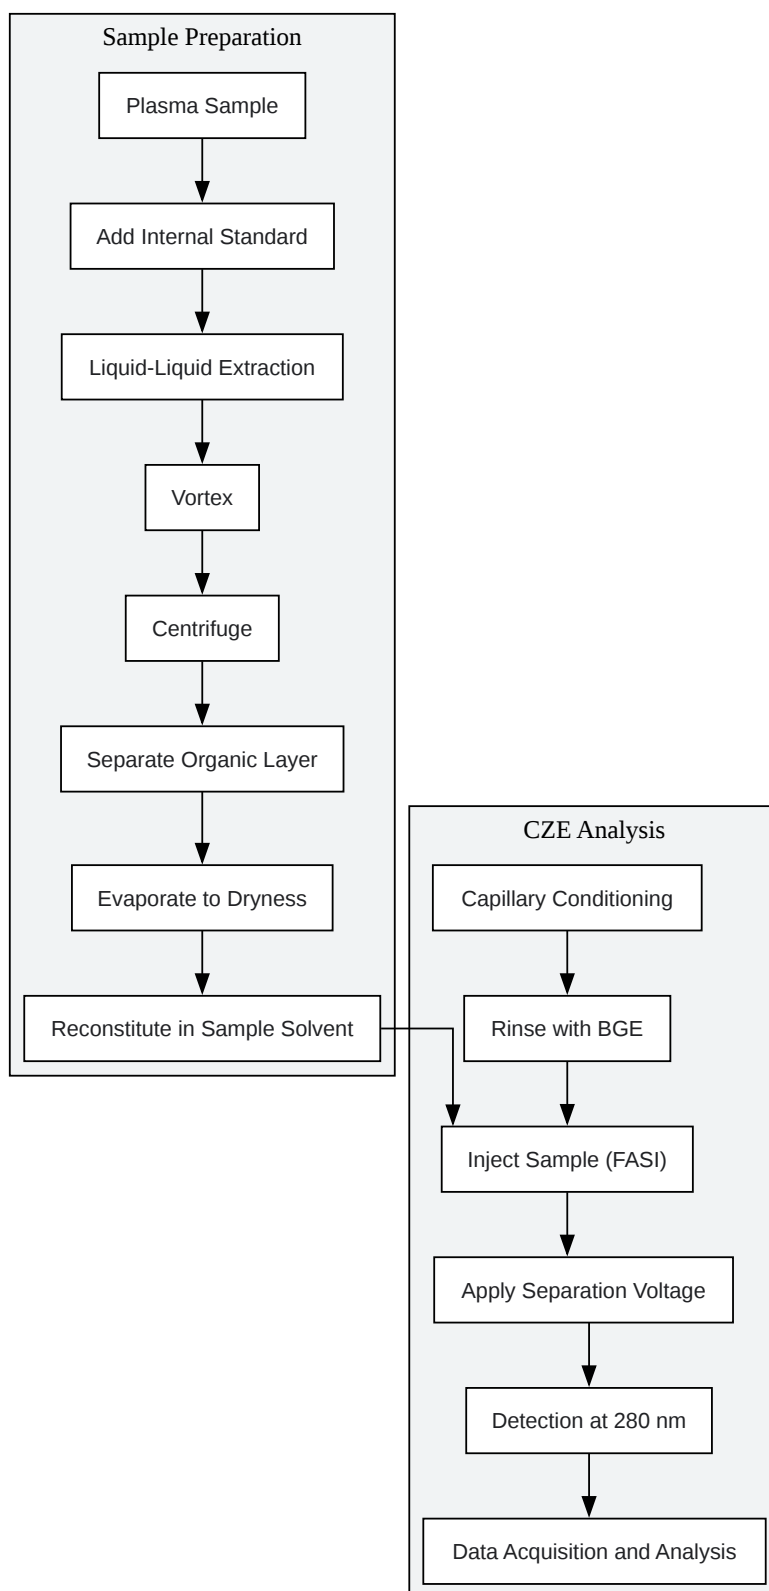 Sample Preparation
Plasma Sample
Add Internal Standard
Liquid-Liquid Extraction
Vortex
Centrifuge
Separate Organic Layer
Evaporate to Dryness
Reconstitute in Sample Solvent
CZE Analysis
Capillary Conditioning
Rinse with BGE
Inject Sample (FASI)
Apply Separation Voltage
Detection at 280 nm
Data Acquisition and Analysis